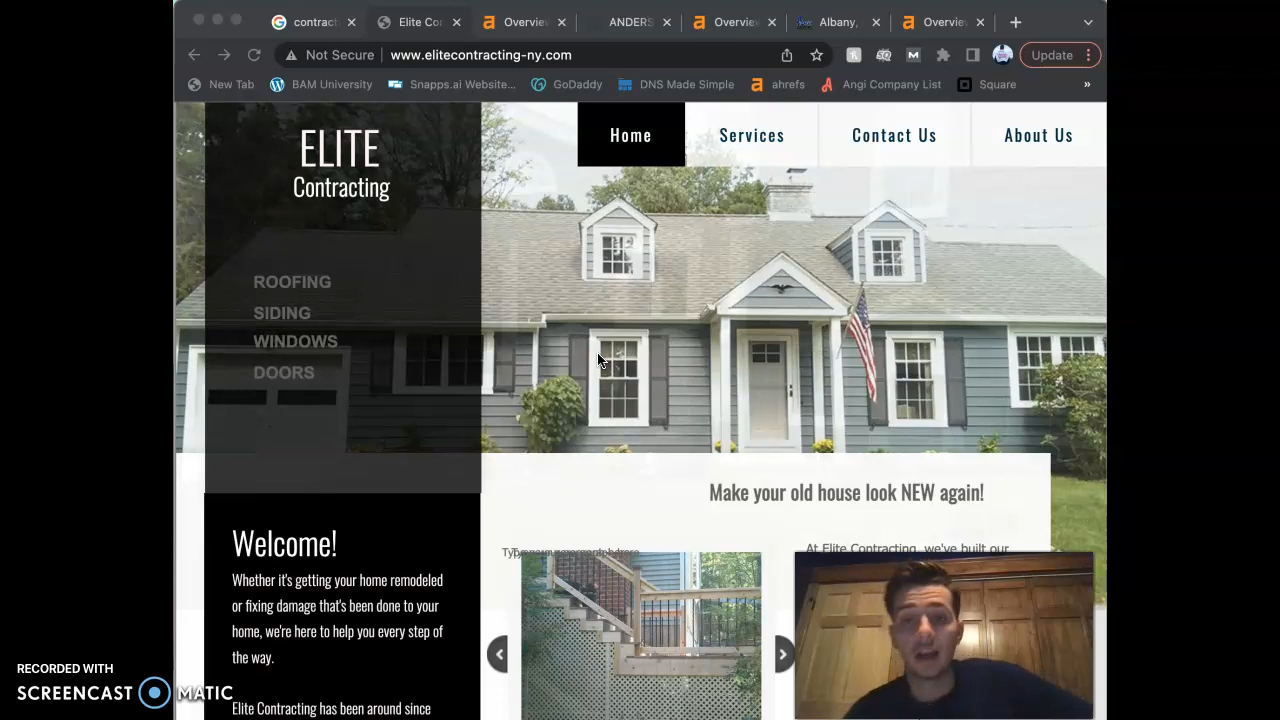 contract
Elite Cor
Overview
ANDERS
Overview
Albany,
Overview
Not Secure
www.elitecontracting-ny.com
Update
New Tab
BAM University
Snapps.ai Website...
GoDaddy
DNS Made Simple
ahrefs
Angi Company List
Square
»
ELITE
Contracting
Home
Services
Contact Us
About Us
ROOFING
SIDING
WINDOWS
DOORS
Make your old house look NEW again!
Welcome!
Whether it's getting your home remodeled
or fixing damage that's been done to your
home, we're here to help you every step of
the way.
Elite Contracting has been around since
At Elite Contracting, we've built our
RECORDED WITH
SCREENCAST MATIC